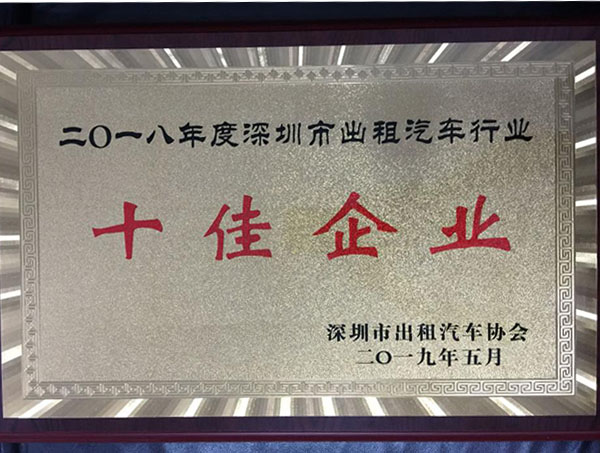 二〇一八年度深圳市出租汽车行业
十佳企业
深圳市出租汽车协会
二〇一九年五月